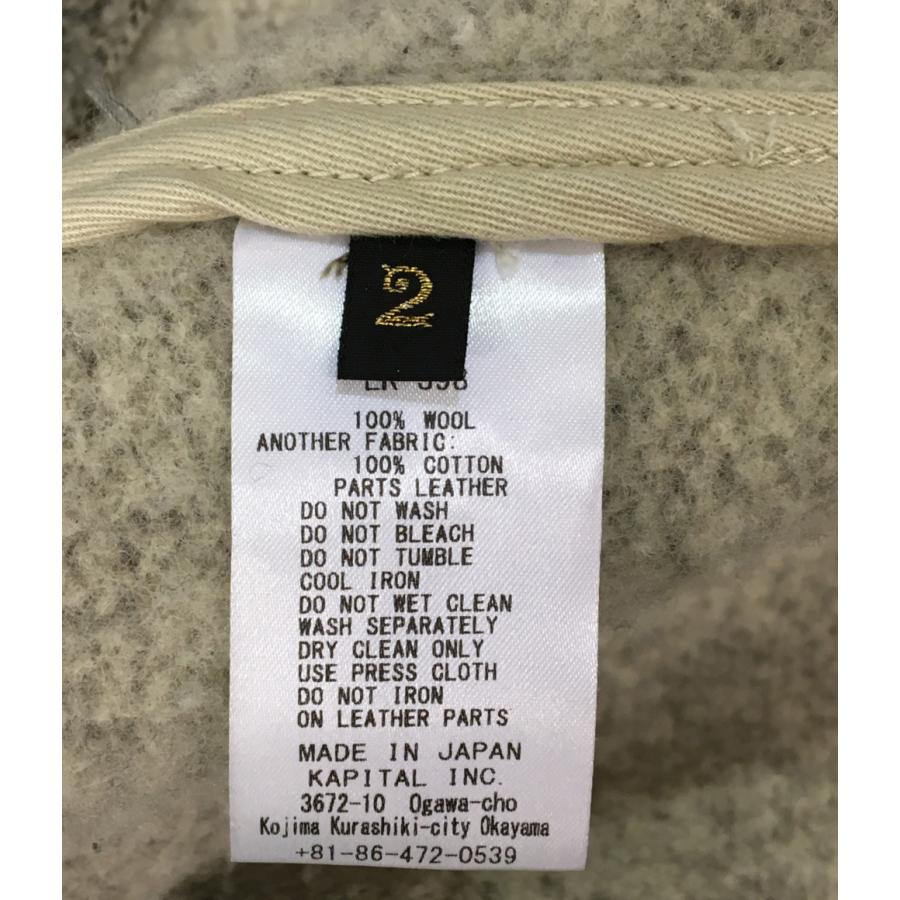 2
100% WOOL
ANOTHER FABRIC:
100% COTTON
PARTS LEATHER
DO NOT WASH
DO NOT BLEACH
DO NOT TUMBLE
COOL IRON
DO NOT WET CLEAN
WASH SEPARATELY
DRY CLEAN ONLY
USE PRESS CLOTH
DO NOT IRON
ON LEATHER PARTS
MADE IN JAPAN
KAPITAL INC.
3672-10 Ogawa-cho
Kojima Kurashiki-city Okayama
+81-86-472-0539